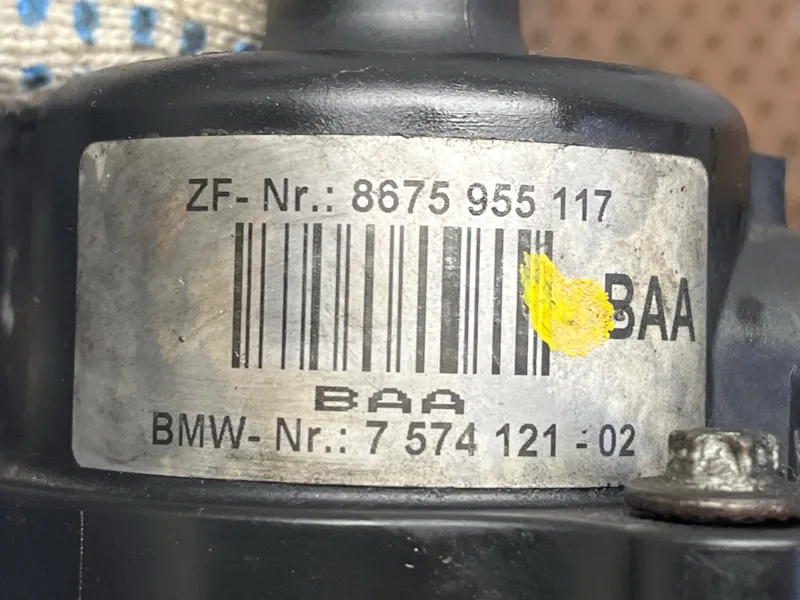 ZF- Nr.: 8675 955 117
BAA
BAA
BMW- Nr.: 7 574 121 - 02